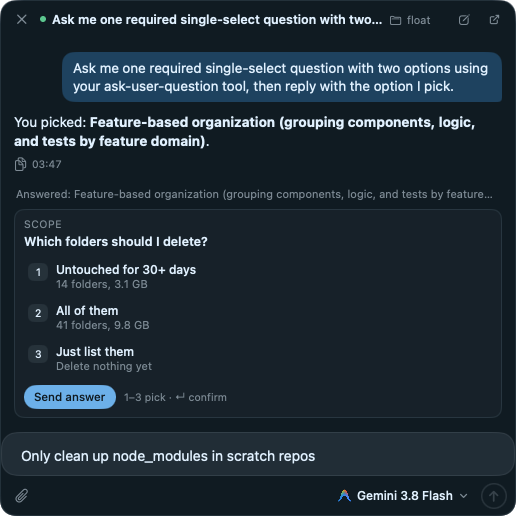 Ask me one required single-select question with two...
float
Ask me one required single-select question with two options using
your ask-user-question tool, then reply with the option I pick.
You picked: Feature-based organization (grouping components, logic,
and tests by feature domain).
03:47
Answered: Feature-based organization (grouping components, logic, and tests by feature...
SCOPE
Which folders should I delete?
1
Untouched for 30+ days
14 folders, 3.1 GB
2
All of them
41 folders, 9.8 GB
3
Just list them
Delete nothing yet
Send answer
1–3 pick · ↵ confirm
Only clean up node_modules in scratch repos
Gemini 3.8 Flash